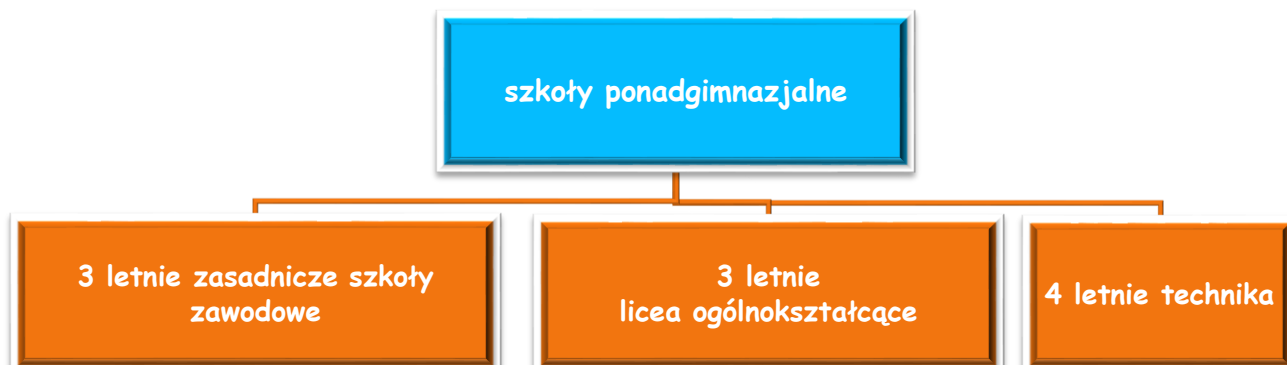 szkoły ponadgimnazjalne
3 letnie zasadnicze szkoły
zawodowe
3 letnie
licea ogólnokształcące
4 letnie technika